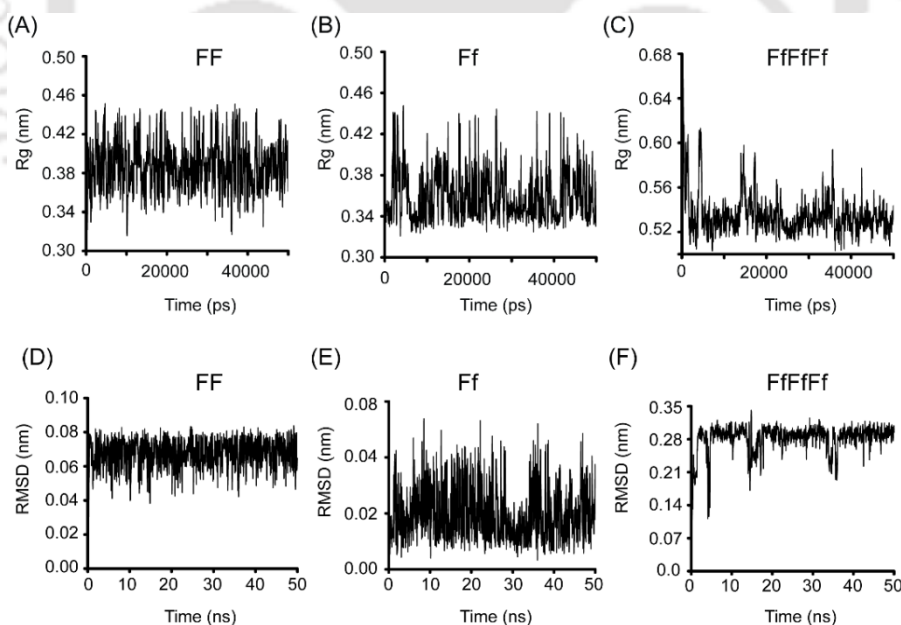 (A)
FF
0.50
0.46
0.42
0.38
0.34
0.30
Rg (nm)
0
20000
40000
Time (ps)
(B)
Ff
0.50
0.46
0.42
0.38
0.34
0.30
Rg (nm)
0
20000
40000
Time (ps)
(C)
FfFfFf
0.68
0.64
0.60
0.56
0.52
Rg (nm)
0
20000
40000
Time (ps)
(D)
FF
0.10
0.08
0.06
0.04
0.02
0.00
RMSD (nm)
0 10 20 30 40 50
Time (ns)
(E)
Ff
0.08
0.04
0.02
0.00
RMSD (nm)
0 10 20 30 40 50
Time (ns)
(F)
FfFfFf
0.35
0.28
0.21
0.14
0.07
0.0
RMSD (nm)
0 10 20 30 40 50
Time (ns)